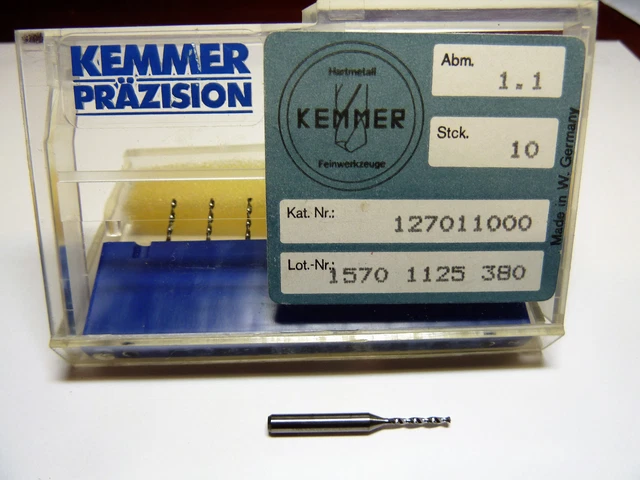 KEMMER
PRÄZISION
Hartmetall
KEMMER
Feinwerkzeuge
Abm.
1.1
Stck.
10
Kat. Nr.:
127011000
Lot.-Nr.:
1570 1125 380
Made in W. Germany